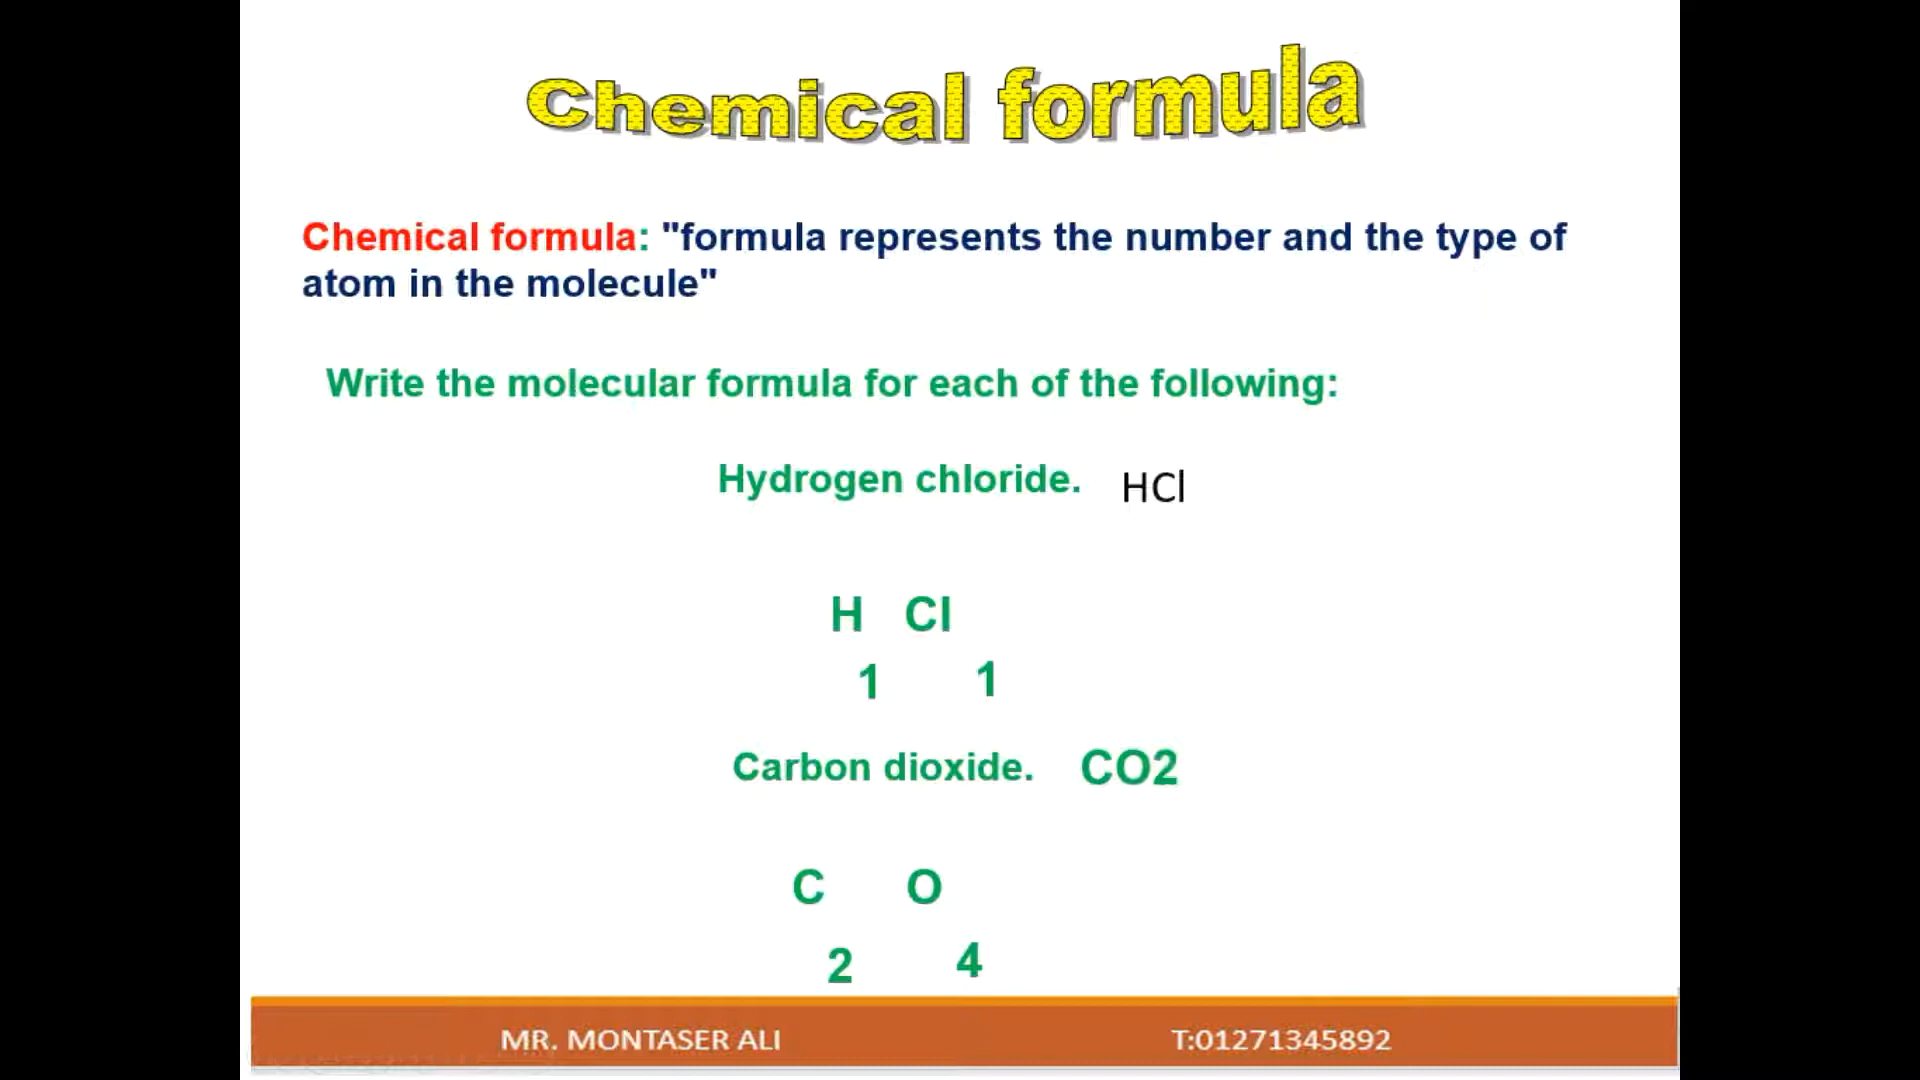 Chemical formula
Chemical formula: "formula represents the number and the type of
atom in the molecule"
Write the molecular formula for each of the following:
Hydrogen chloride. HCl
H Cl
1 1
Carbon dioxide. CO2
C O
2 4
MR. MONTASER ALI T:01271345892